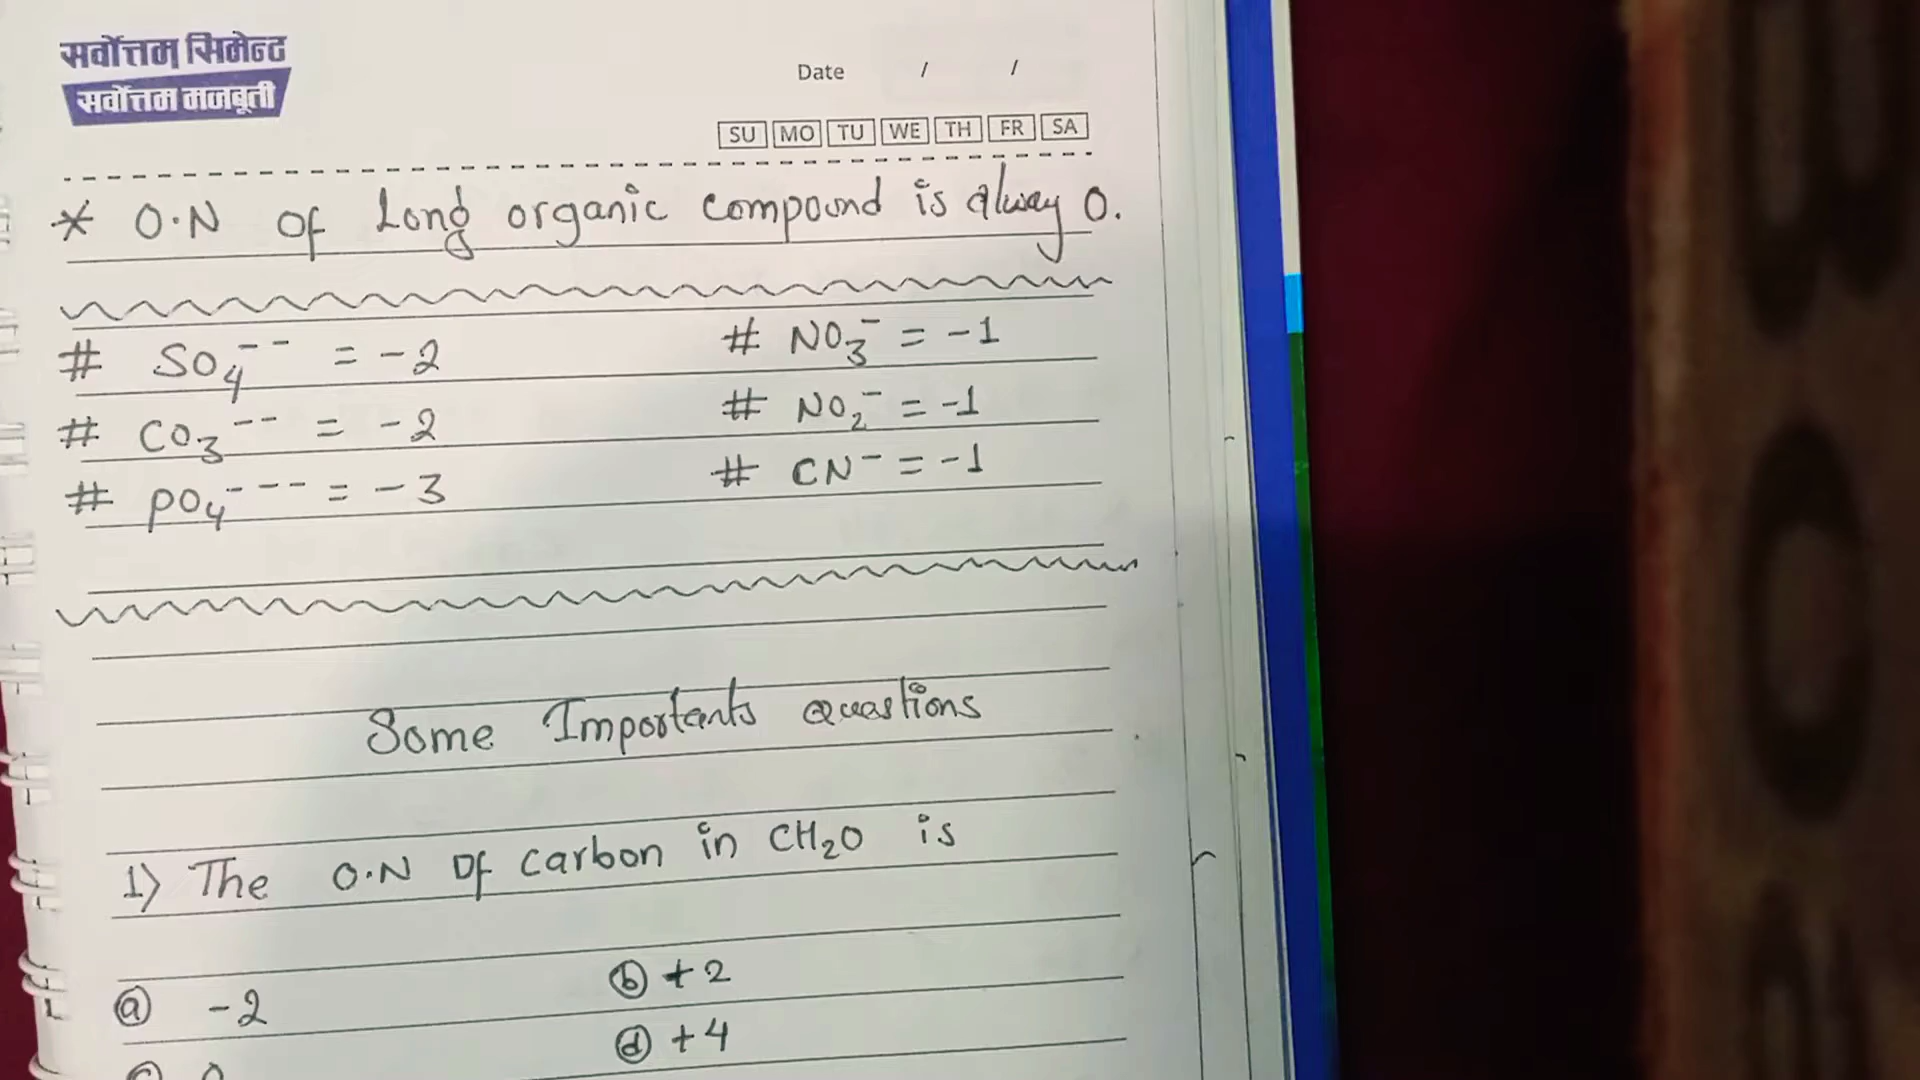 सर्वोत्तम सिमेन्ट
सर्वोत्तम मजबूती
Date / /
SU MO TU WE TH FR SA
* O.N of Long organic compound is alway 0.
# SO₄⁻⁻ = -2 # NO₃⁻ = -1
# CO₃⁻⁻ = -2 # NO₂⁻ = -1
# PO₄⁻⁻⁻ = -3 # CN⁻ = -1
Some Importants Questions
1) The O.N of carbon in CH₂O is
ⓐ -2 ⓑ +2
ⓒ 0 ⓓ +4